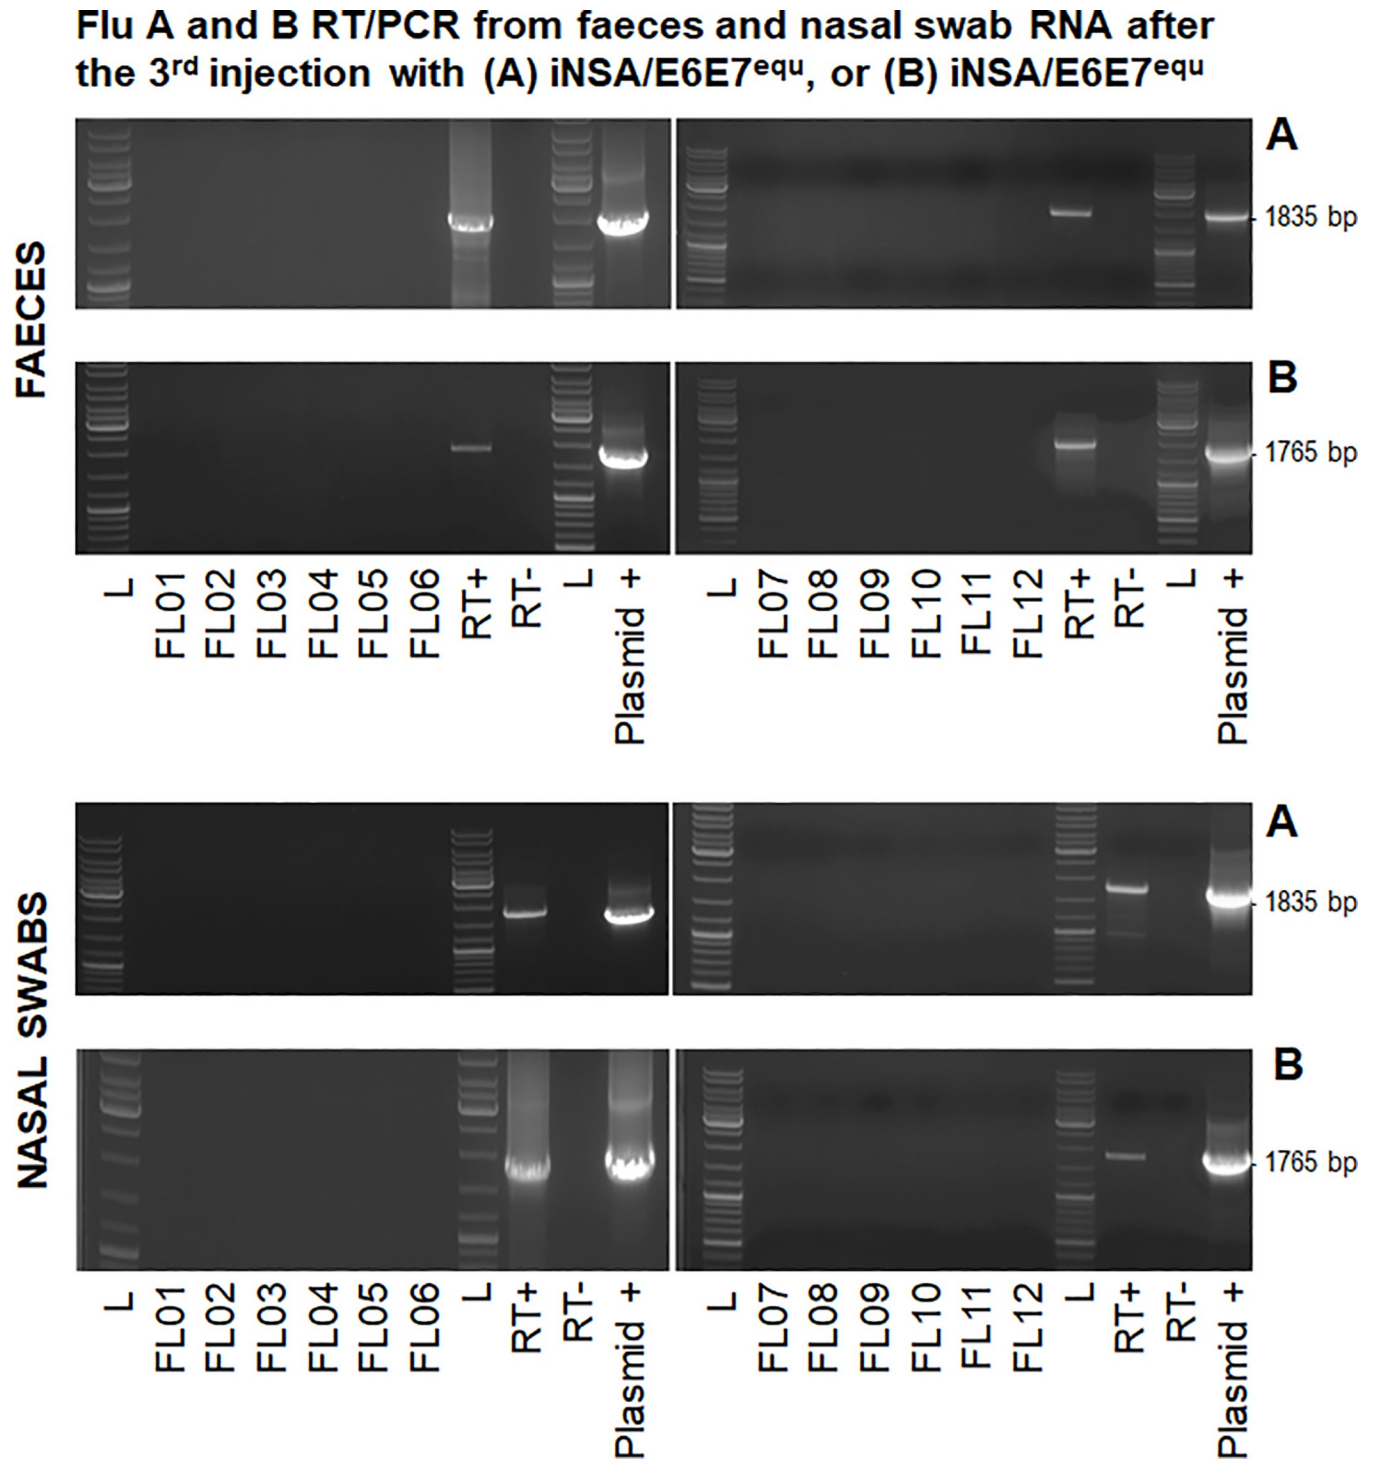 Flu A and B RT/PCR from faeces and nasal swab RNA after
the 3rd injection with (A) iNSA/E6E7equ, or (B) iNSA/E6E7equ
FAECES
A
1835 bp
B
1765 bp
L FL01 FL02 FL03 FL04 FL05 FL06 RT+ RT- L Plasmid + L FL07 FL08 FL09 FL10 FL11 FL12 RT+ RT- L Plasmid +
NASAL SWABS
A
1835 bp
B
1765 bp
L FL01 FL02 FL03 FL04 FL05 FL06 L RT+ RT- Plasmid + L FL07 FL08 FL09 FL10 FL11 FL12 L RT+ RT- Plasmid +